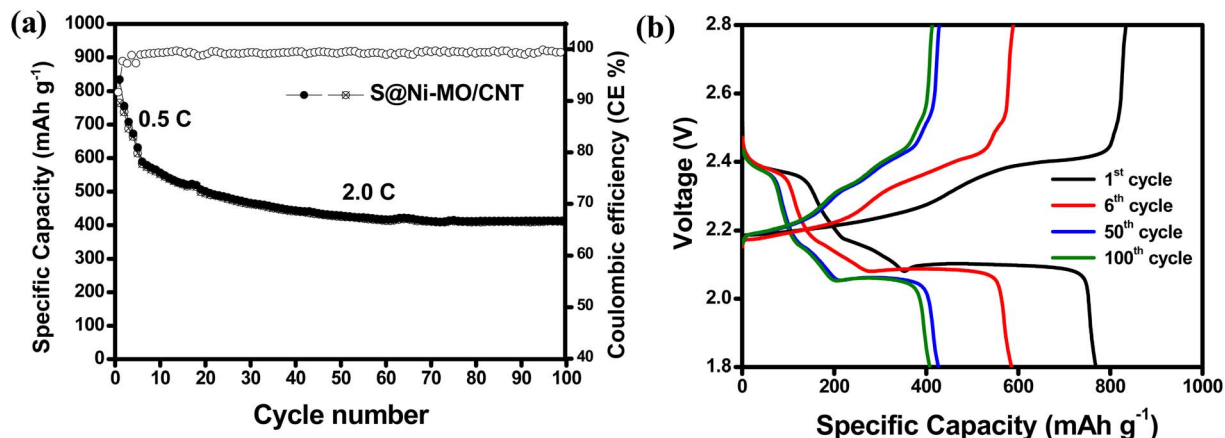 (a)
1000
900
800
700
600
500
400
300
200
100
0
Specific Capacity (mAh g-1)
0 10 20 30 40 50 60 70 80 90 100
Cycle number
100
90
80
70
60
50
40
Coulombic efficiency (CE %)
S@Ni-MO/CNT
0.5 C
2.0 C
(b)
2.8
2.6
2.4
2.2
2.0
1.8
Voltage (V)
1st cycle
6th cycle
50th cycle
100th cycle
0 200 400 600 800 1000
Specific Capacity (mAh g-1)